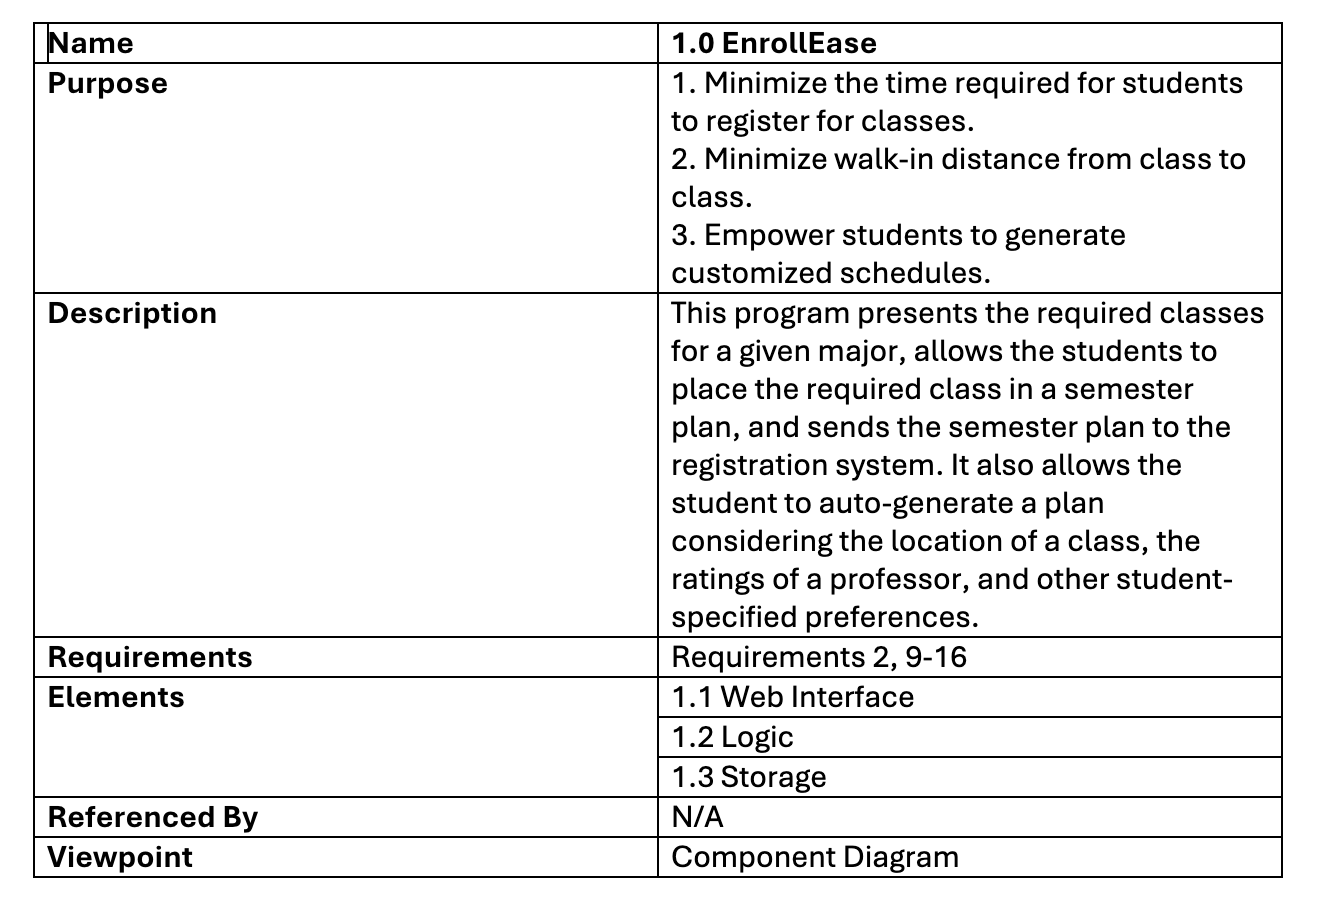 Name
1.0 EnrollEase
Purpose
1. Minimize the time required for students
to register for classes.
2. Minimize walk-in distance from class to
class.
3. Empower students to generate
customized schedules.
Description
This program presents the required classes
for a given major, allows the students to
place the required class in a semester
plan, and sends the semester plan to the
registration system. It also allows the
student to auto-generate a plan
considering the location of a class, the
ratings of a professor, and other student-
specified preferences.
Requirements
Requirements 2, 9-16
Elements
1.1 Web Interface
1.2 Logic
1.3 Storage
Referenced By
N/A
Viewpoint
Component Diagram